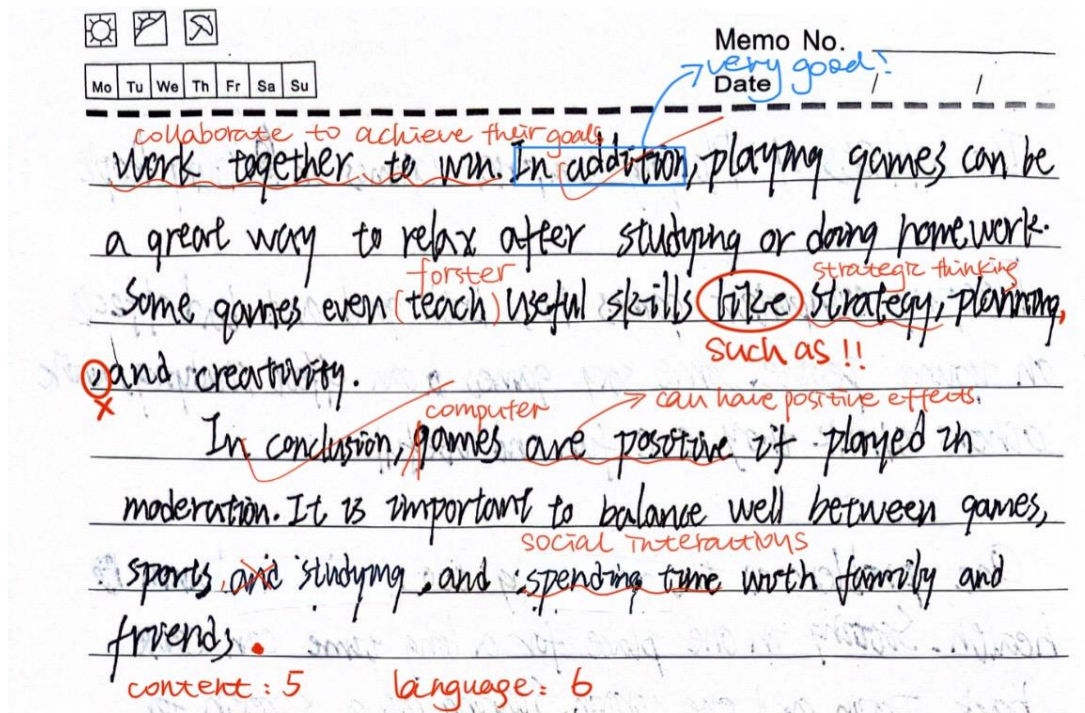 Memo No.
very good!
Mo Tu We Th Fr Sa Su
Date / /
collaborate to achieve their goals
work together to win. In addition, playing games can be
a great way to relax after studying or doing homework.
forster
strategic thinking
Some games even (teach) useful skills like strategy, planning,
such as !!
, and creativity.
x
computer
can have positive effects.
In conclusion, games are positive if played in
moderation. It is important to balance well between games,
social interactions
sports, and studying, and spending time with family and
friends.
content: 5 language: 6